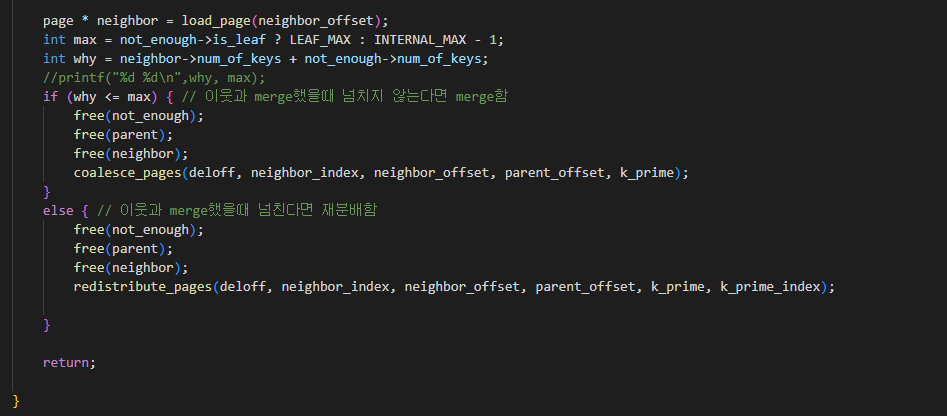 page * neighbor = load_page(neighbor_offset);
int max = not_enough->is_leaf ? LEAF_MAX : INTERNAL_MAX - 1;
int why = neighbor->num_of_keys + not_enough->num_of_keys;
//printf("%d %d\n",why, max);
if (why <= max) { // 이웃과 merge했을때 넘치지 않는다면 merge함
free(not_enough);
free(parent);
free(neighbor);
coalesce_pages(deloff, neighbor_index, neighbor_offset, parent_offset, k_prime);
}
else { // 이웃과 merge했을때 넘친다면 재분배함
free(not_enough);
free(parent);
free(neighbor);
redistribute_pages(deloff, neighbor_index, neighbor_offset, parent_offset, k_prime, k_prime_index);
}
return;
}